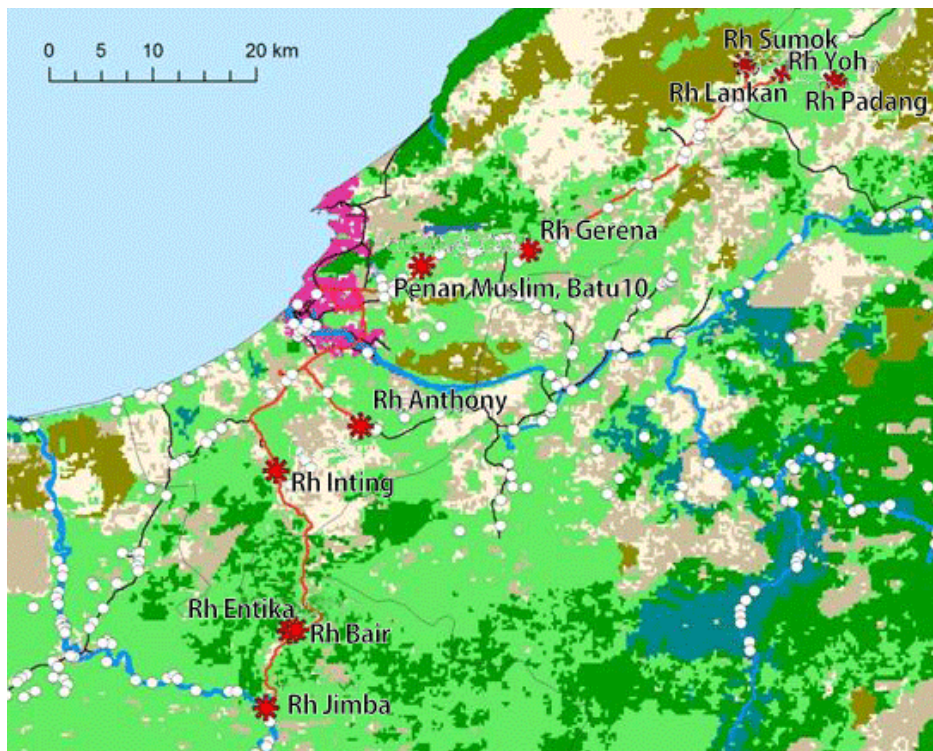 0 5 10 20 km
Rh Sumok
Rh Yoh
Rh Lankan
Rh Padang
Rh Gerena
Penan Muslim, Batu10
Rh Anthony
Rh Inting
Rh Entika
Rh Bair
Rh Jimba